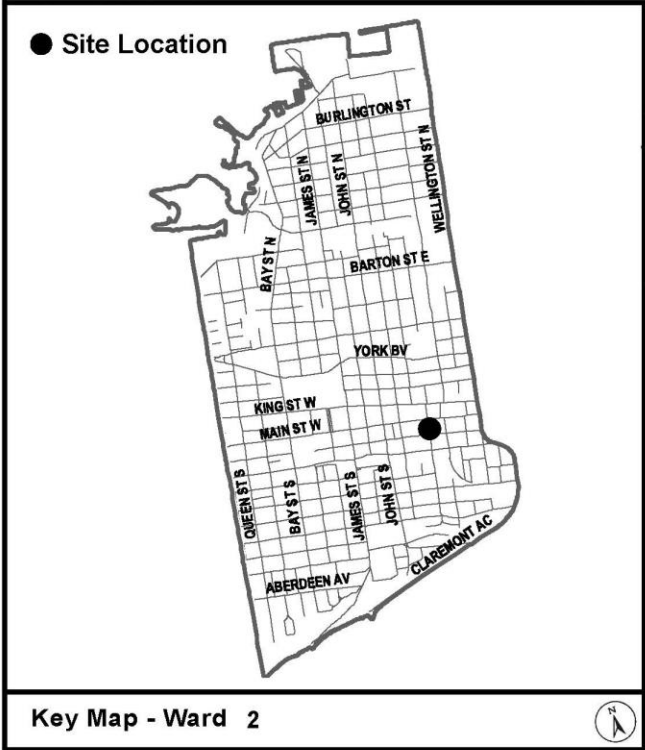 Site Location
BURLINGTON ST
JAMES ST N
JOHN ST N
WELLINGTON ST N
BAY ST N
BARTON ST E
YORK BV
KING ST W
MAIN ST W
QUEEN ST S
BAY ST S
JAMES ST S
JOHN ST S
CLAREMONT AC
ABERDEEN AV
Key Map - Ward 2
N